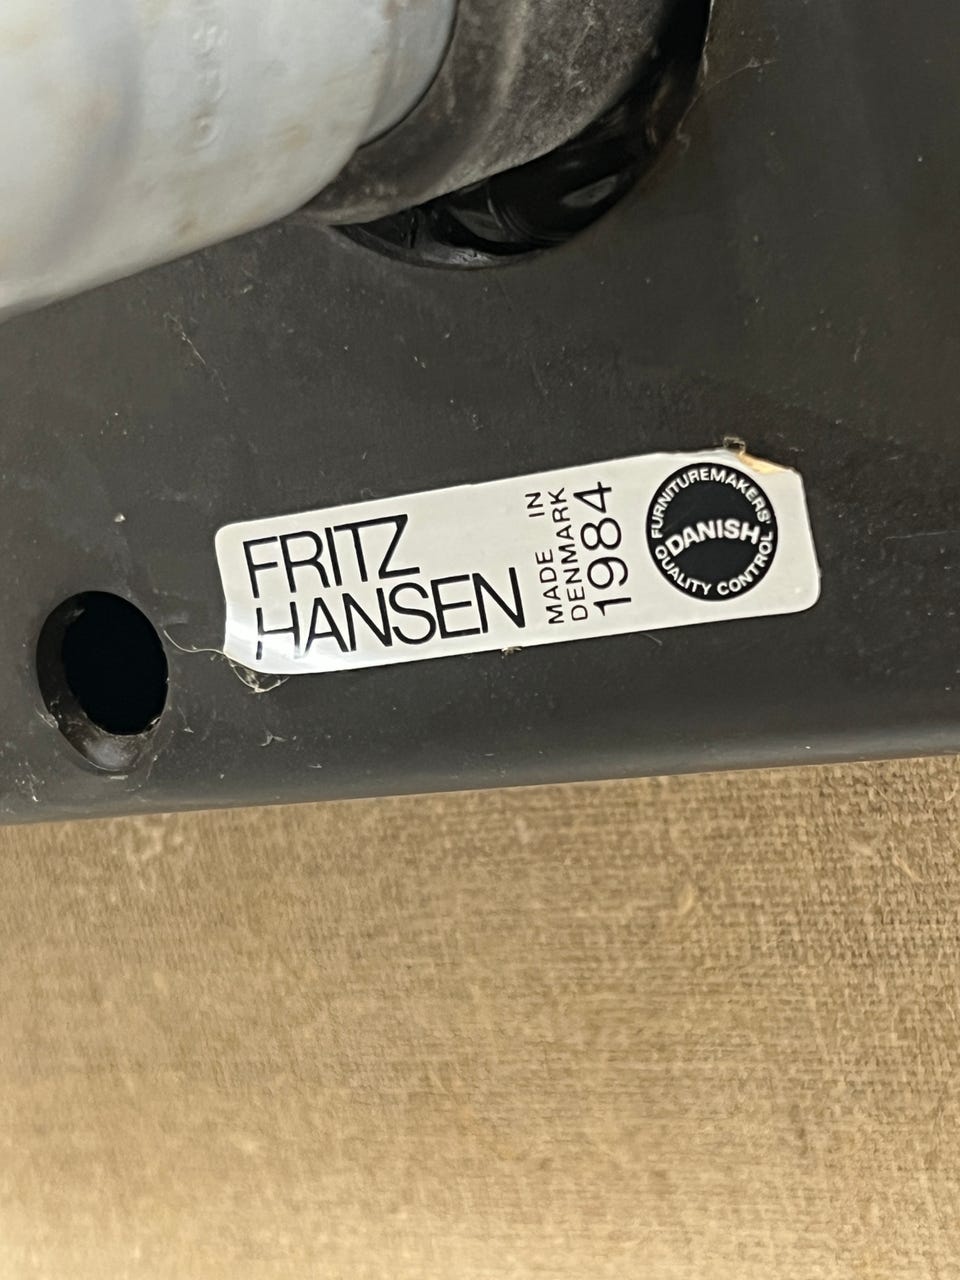 FRITZ
HANSEN
MADE IN
DENMARK
1984
FURNITUREMAKERS'
DANISH
QUALITY CONTROL